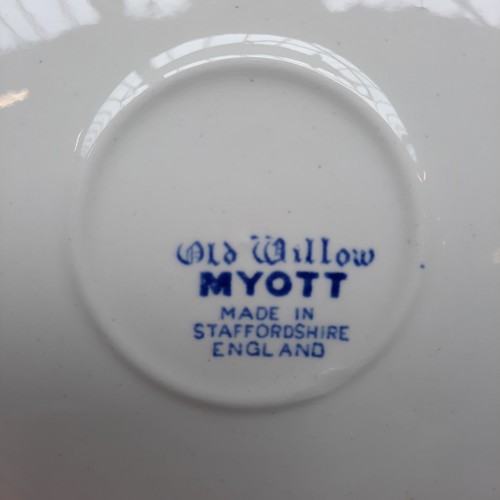 Old Willow
MYOTT
MADE IN
STAFFORDSHIRE
ENGLAND